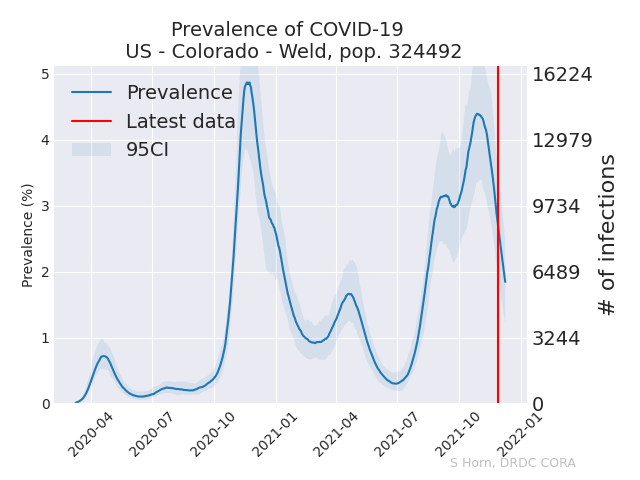 Prevalence of COVID-19
US - Colorado - Weld, pop. 324492
Prevalence
Latest data
95CI
Prevalence (%)
5
4
3
2
1
0
16224
12979
9734
6489
3244
0
# of infections
2020-04
2020-07
2020-10
2021-01
2021-04
2021-07
2021-10
2022-01
S Horn, DRDC CORA